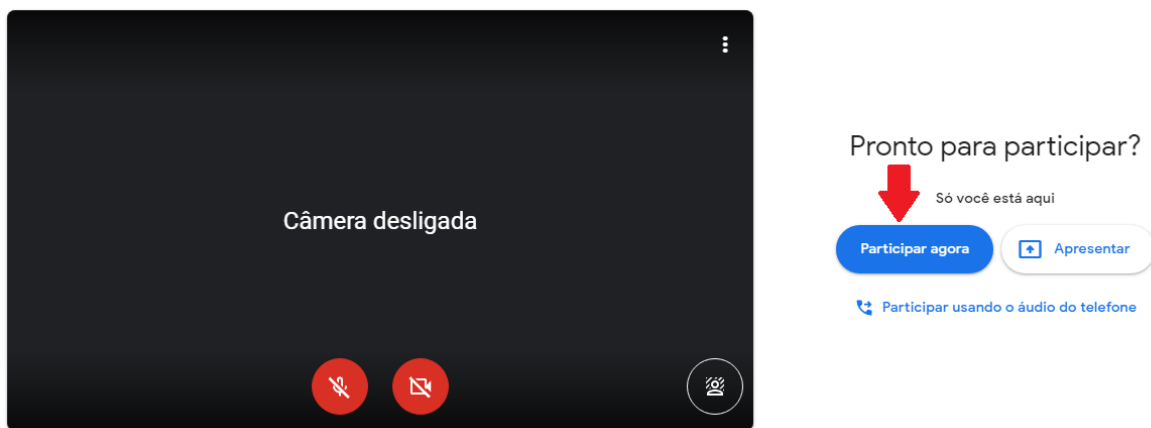 Câmera desligada
Pronto para participar?
Só você está aqui
Participar agora
Apresentar
Participar usando o áudio do telefone